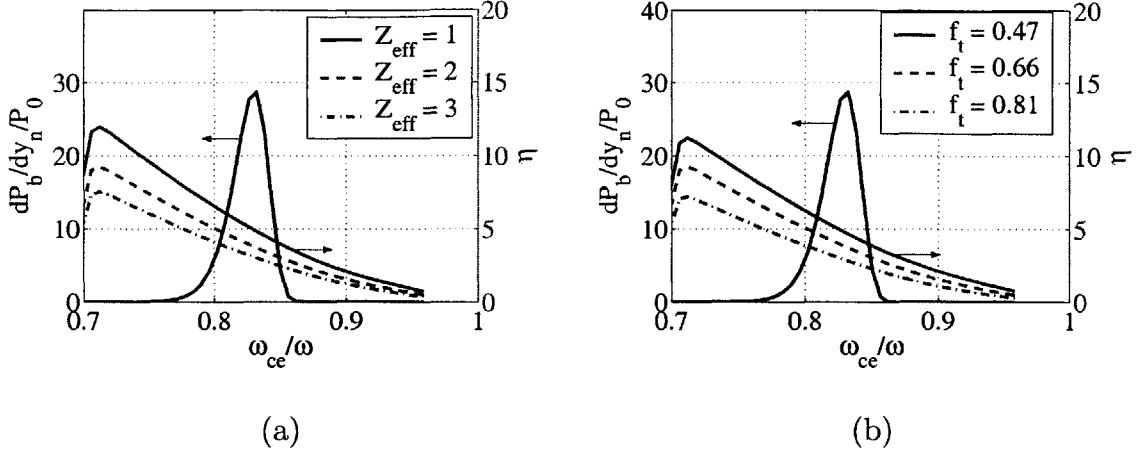 40
30
20
10
0
dP_b/dy_n/P_0
20
15
10
5
0
η
0.7 0.8 0.9 1
ω_ce/ω
Z_eff = 1
Z_eff = 2
Z_eff = 3
(a)
40
30
20
10
0
dP_b/dy_n/P_0
20
15
10
5
0
η
0.7 0.8 0.9 1
ω_ce/ω
f_t = 0.47
f_t = 0.66
f_t = 0.81
(b)